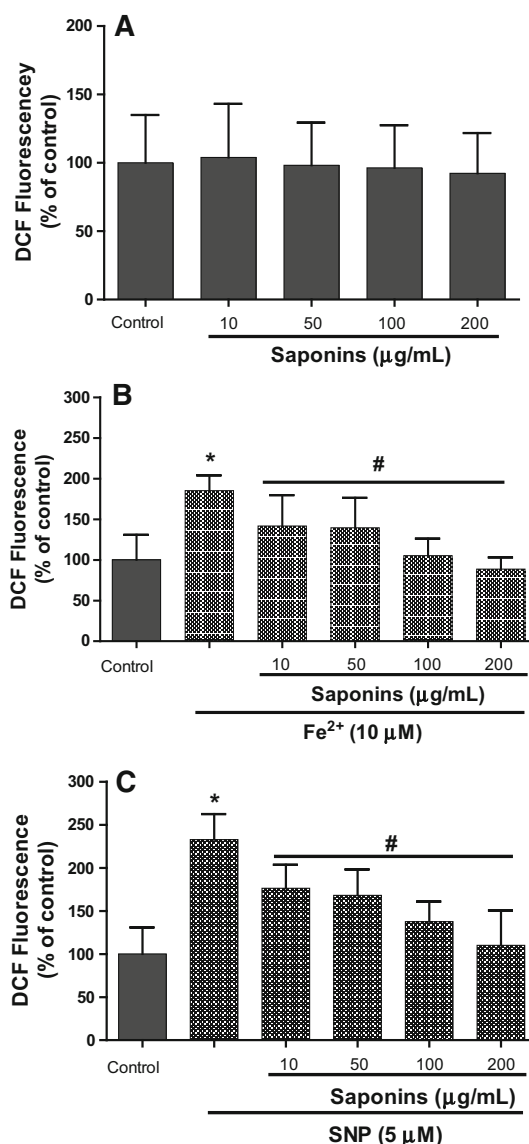 A
DCF Fluorescencey
(% of control)
200
150
100
50
0
Control 10 50 100 200
Saponins (μg/mL)
B
DCF Fluorescence
(% of control)
300
250
200
150
100
50
0
*
#
Control 10 50 100 200
Saponins (μg/mL)
Fe²⁺ (10 μM)
C
DCF Fluorescence
(% of control)
300
250
200
150
100
50
0
*
#
Control 10 50 100 200
Saponins (μg/mL)
SNP (5 μM)